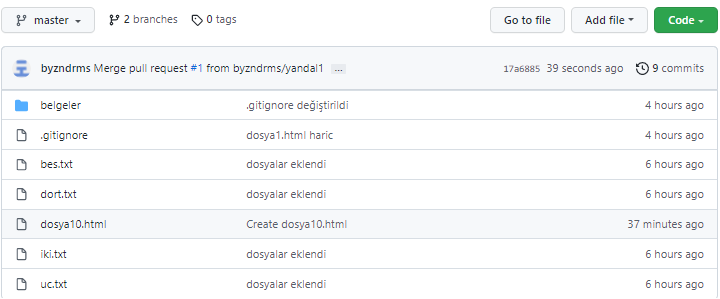 master 2 branches 0 tags Go to file Add file Code
byzndrms Merge pull request #1 from byzndrms/yandal1 ... 17a6885 39 seconds ago 9 commits
belgeler .gitignore değiştirildi 4 hours ago
.gitignore dosya1.html haric 4 hours ago
bes.txt dosyalar eklendi 6 hours ago
dort.txt dosyalar eklendi 6 hours ago
dosya10.html Create dosya10.html 37 minutes ago
iki.txt dosyalar eklendi 6 hours ago
uc.txt dosyalar eklendi 6 hours ago